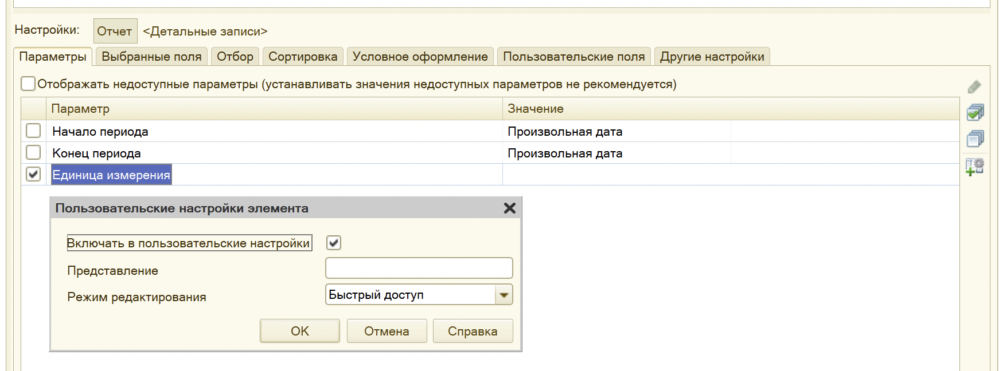 Настройки: Отчет <Детальные записи>
Параметры Выбранные поля Отбор Сортировка Условное оформление Пользовательские поля Другие настройки
Отображать недоступные параметры (устанавливать значения недоступных параметров не рекомендуется)
Параметр Значение
Начало периода Произвольная дата
Конец периода Произвольная дата
Единица измерения
Пользовательские настройки элемента
Включать в пользовательские настройки
Представление
Режим редактирования Быстрый доступ
ОК Отмена Справка